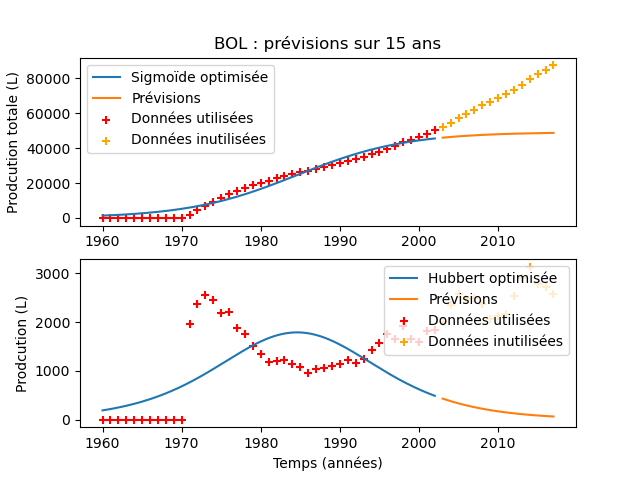 BOL : prévisions sur 15 ans
Prodcution totale (L)
80000
60000
40000
20000
0
Sigmoïde optimisée
Prévisions
Données utilisées
Données inutilisées
1960 1970 1980 1990 2000 2010
Prodcution (L)
3000
2000
1000
0
Hubbert optimisée
Prévisions
Données utilisées
Données inutilisées
1960 1970 1980 1990 2000 2010
Temps (années)